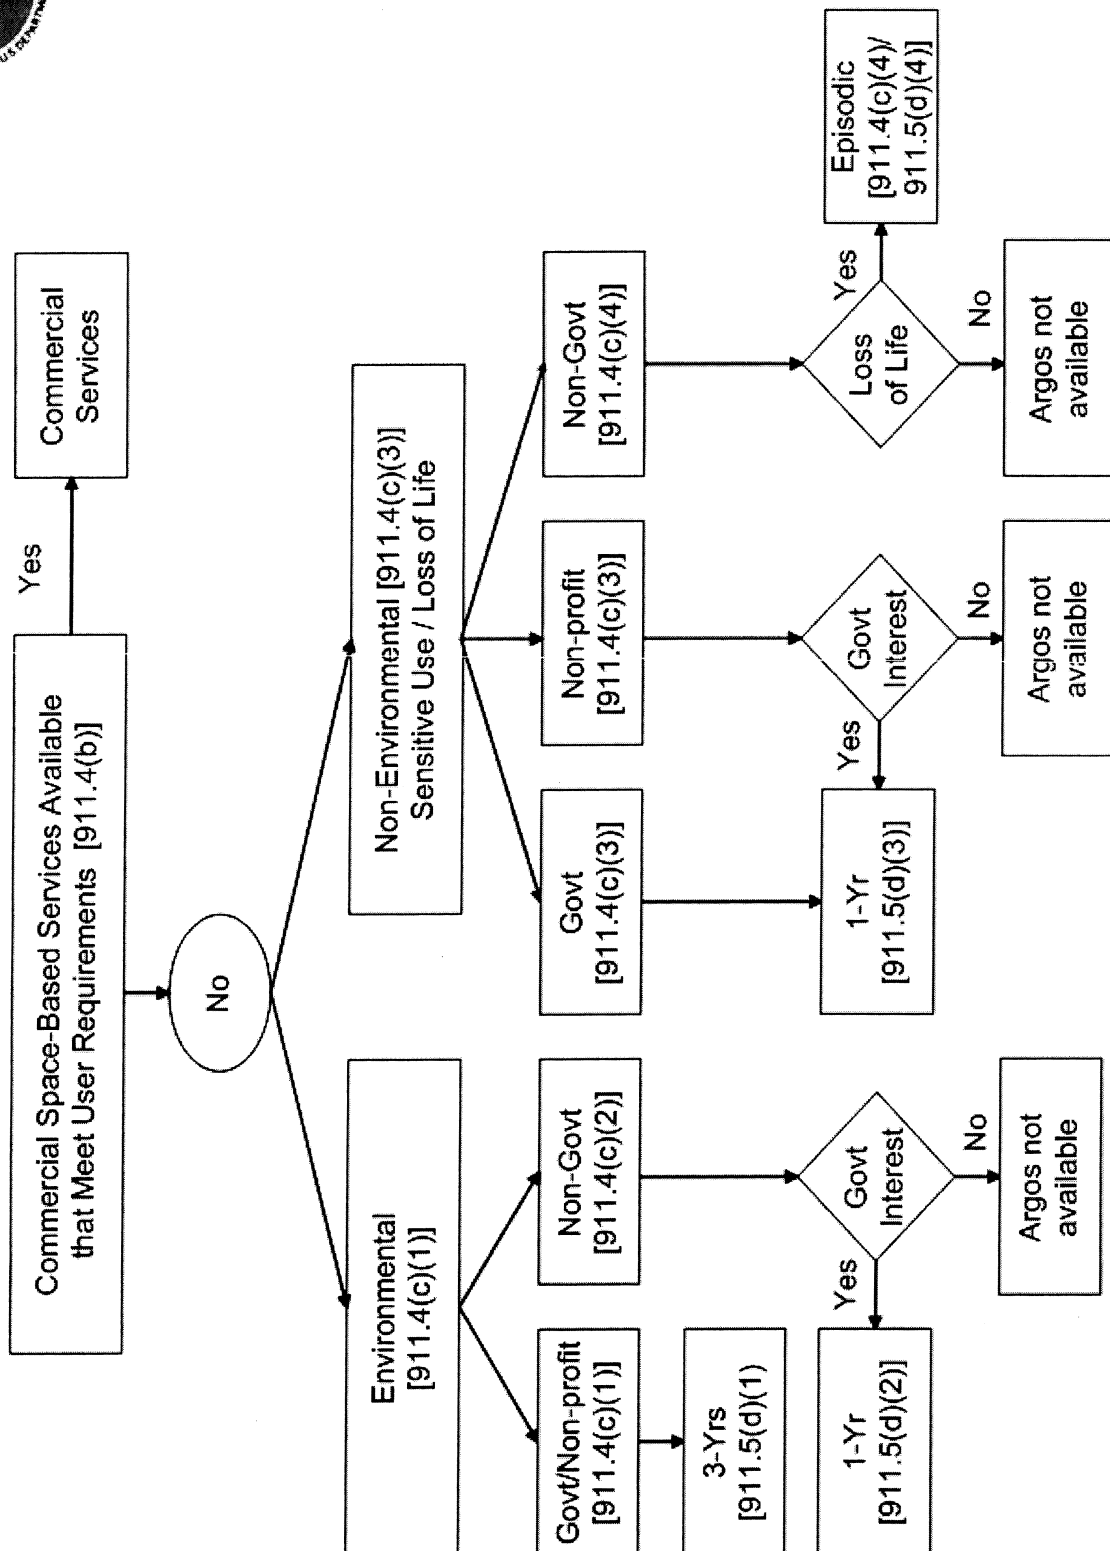 U.S. DEPARTM
Commercial Space-Based Services Available
that Meet User Requirements [911.4(b)]
Yes
Commercial
Services
No
Environmental
[911.4(c)(1)]
Non-Environmental [911.4(c)(3)]
Sensitive Use / Loss of Life
Govt/Non-profit
[911.4(c)(1)]
Non-Govt
[911.4(c)(2)]
Govt
[911.4(c)(3)]
Non-profit
[911.4(c)(3)]
Non-Govt
[911.4(c)(4)]
3-Yrs
[911.5(d)(1)
1-Yr
[911.5(d)(2)]
Yes
Govt
Interest
No
Argos not
available
1-Yr
[911.5(d)(3)]
Yes
Govt
Interest
No
Argos not
available
Loss
of Life
Yes
Episodic
[911.4(c)(4)/
911.5(d)(4)]
No
Argos not
available